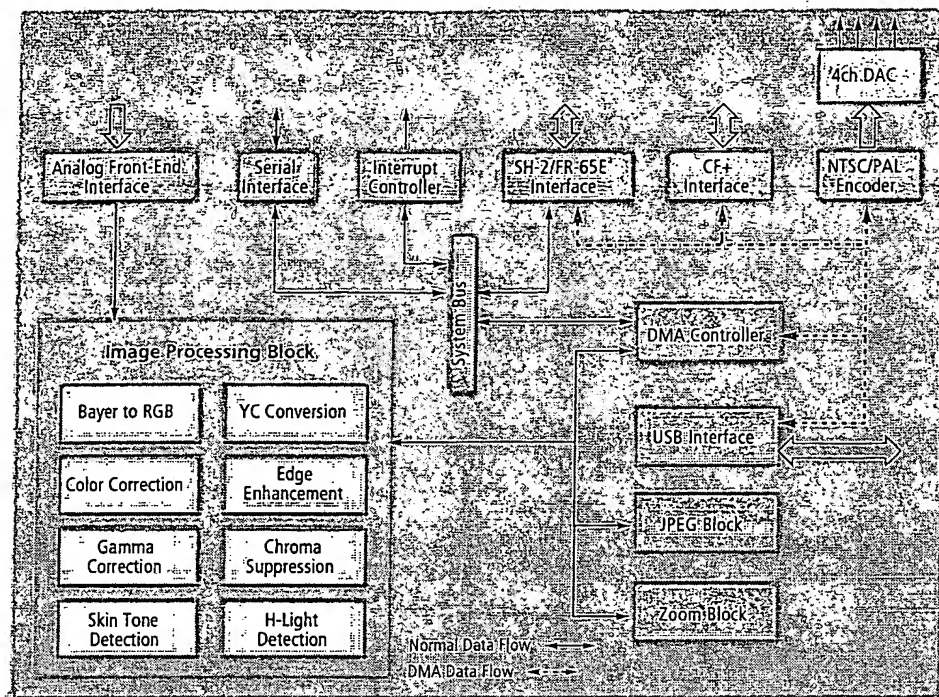 4ch DAC
Analog Front-End
Interface
Serial
Interface
Interrupt
Controller
SH-2/FR-65E*
Interface
CF+
Interface
NTSC/PAL
Encoder
System Bus
Image Processing Block
DMA Controller
Bayer to RGB
YC Conversion
USB Interface
Color Correction
Edge
Enhancement
JPEG Block
Gamma
Correction
Chroma
Suppression
Skin Tone
Detection
H-Light
Detection
Zoom Block
Normal Data Flow
DMA Data Flow